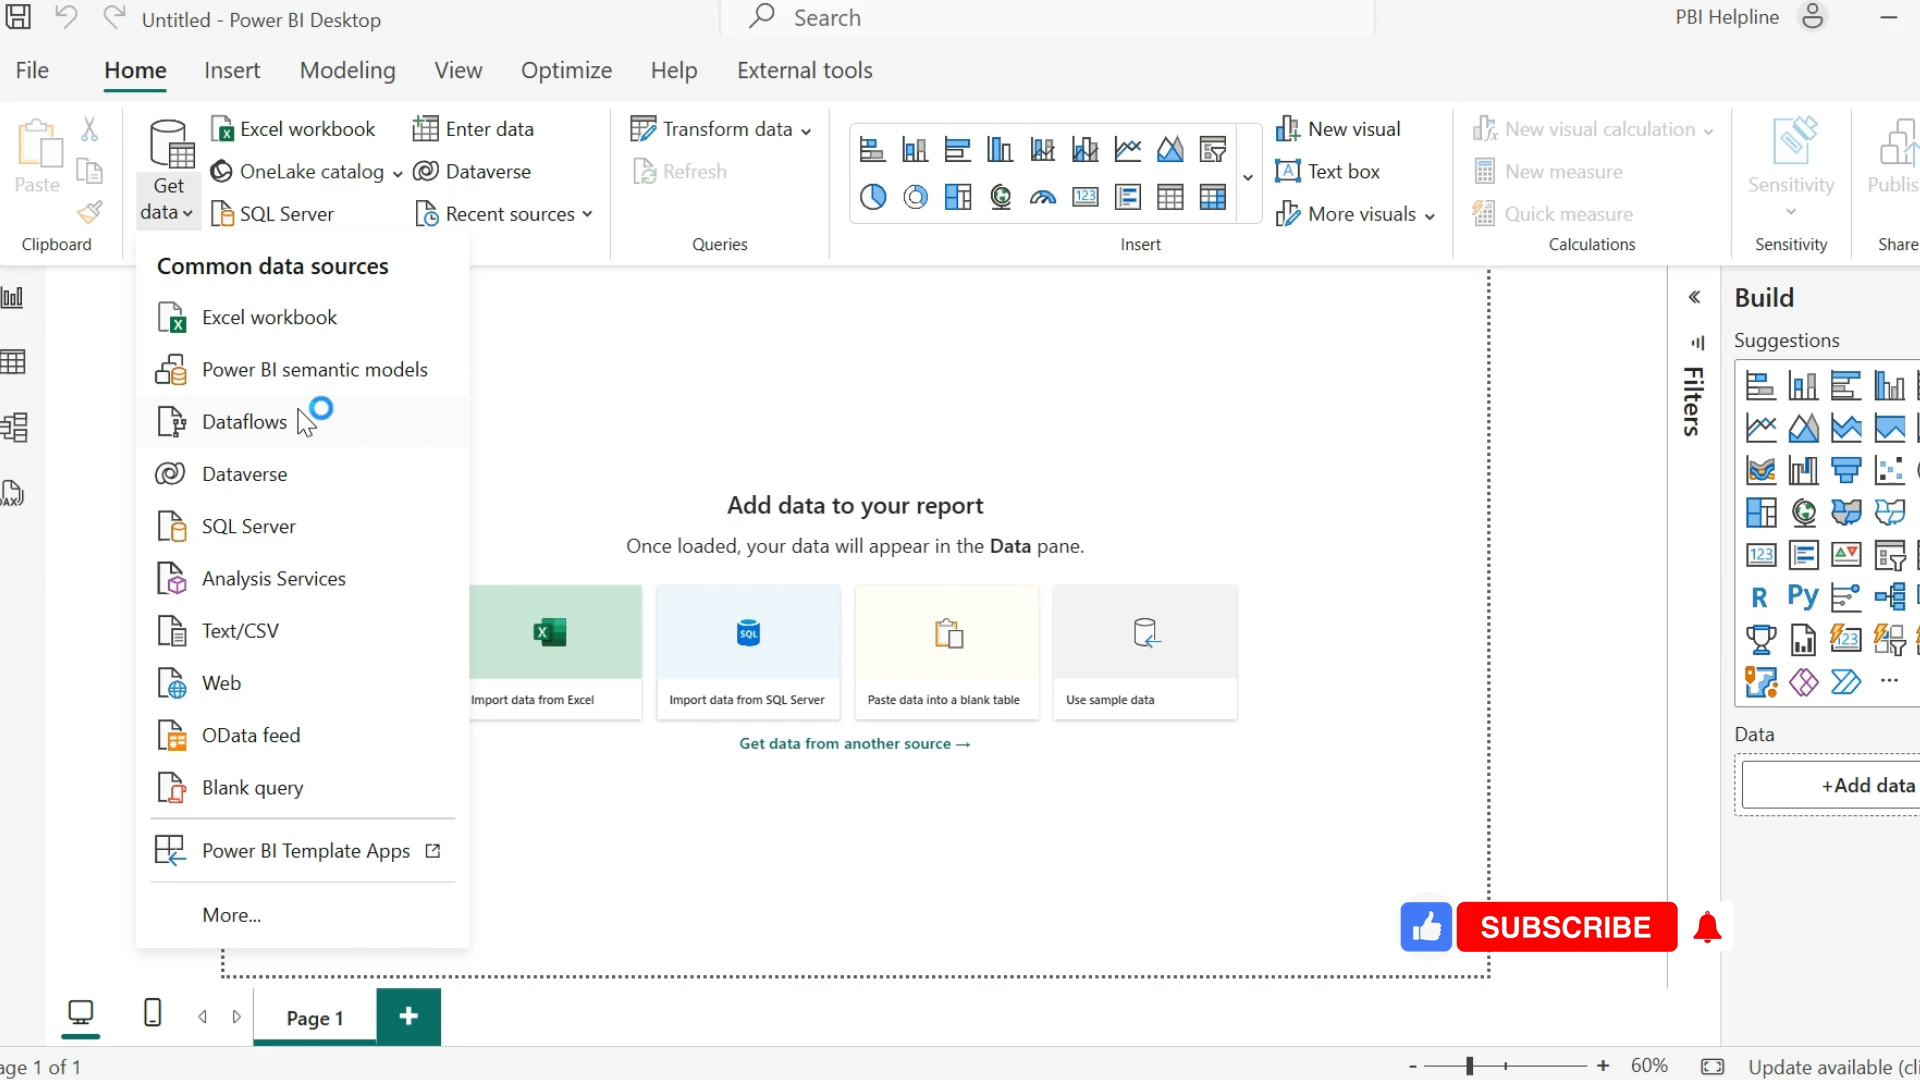 Untitled - Power BI Desktop
Search
PBI Helpline
File
Home
Insert
Modeling
View
Optimize
Help
External tools
Paste
Clipboard
Get
data
Excel workbook
OneLake catalog
SQL Server
Enter data
Dataverse
Recent sources
Transform data
Refresh
Queries
New visual
Text box
More visuals
Insert
New visual calculation
New measure
Quick measure
Calculations
Sensitivity
Sensitivity
Publis
Share
Common data sources
Excel workbook
Power BI semantic models
Dataflows
Dataverse
SQL Server
Analysis Services
Text/CSV
Web
OData feed
Blank query
Power BI Template Apps
More...
Add data to your report
Once loaded, your data will appear in the Data pane.
SQL
Import data from Excel
Import data from SQL Server
Paste data into a blank table
Use sample data
Get data from another source →
Filters
Build
Suggestions
123
R
Py
123
...
Data
+Add data
SUBSCRIBE
Page 1
+
age 1 of 1
-
+
60%
Update available (cli